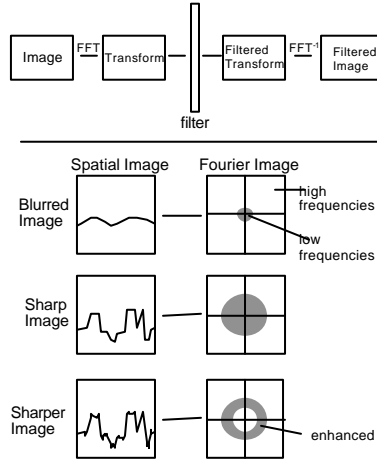 Image
FFT
Transform
Filtered
Transform
FFT-1
Filtered
Image
filter
Spatial Image
Fourier Image
Blurred
Image
high
frequencies
low
frequencies
Sharp
Image
Sharper
Image
enhanced